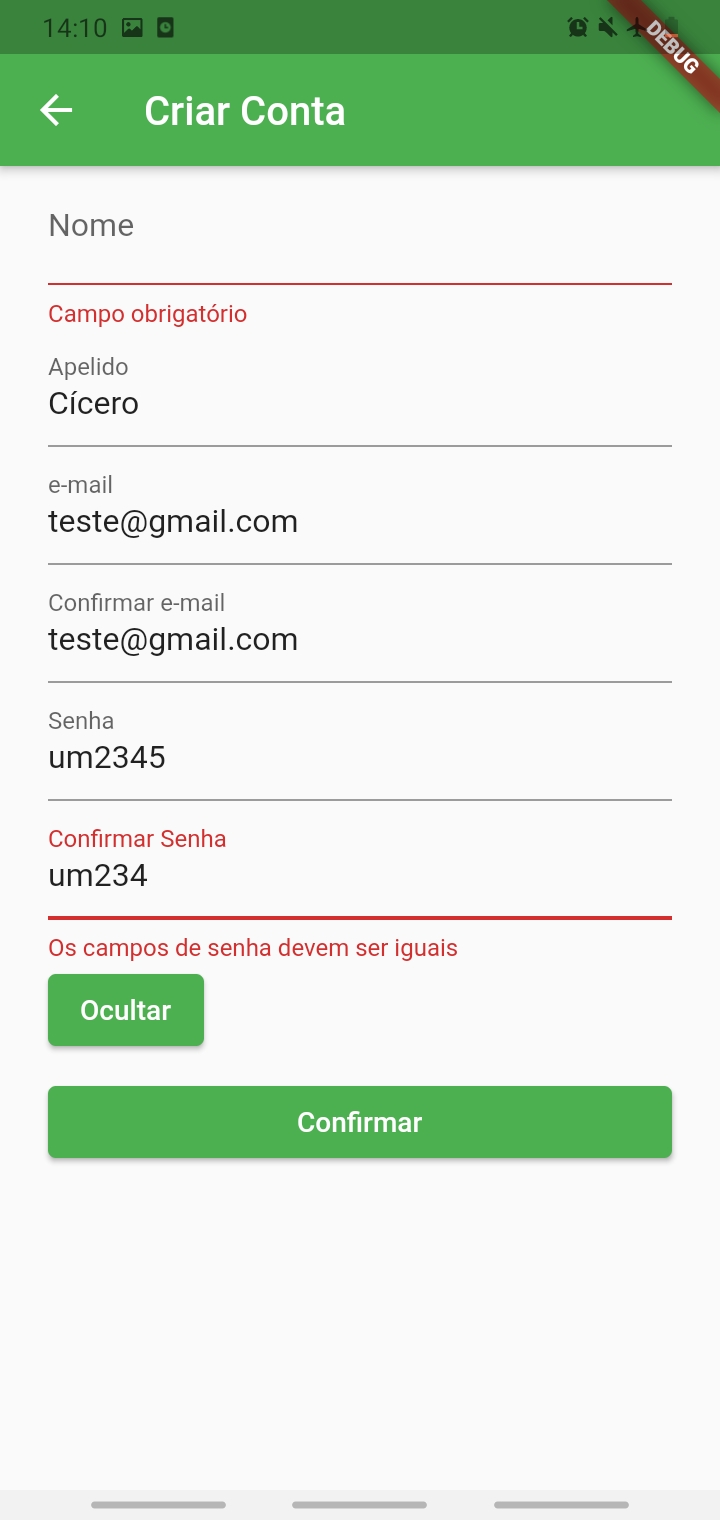 14:10
DEBUG
Criar Conta
Nome
Campo obrigatório
Apelido
Cícero
e-mail
teste@gmail.com
Confirmar e-mail
teste@gmail.com
Senha
um2345
Confirmar Senha
um234
Os campos de senha devem ser iguais
Ocultar
Confirmar